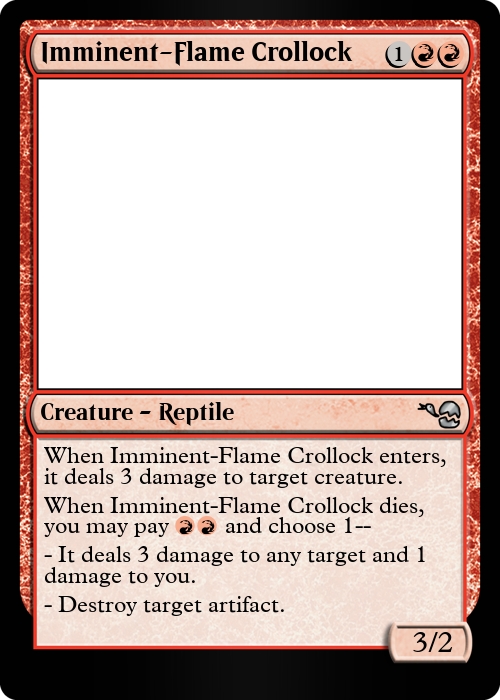 Imminent-Flame Crollock 1
Creature - Reptile
When Imminent-Flame Crollock enters,
it deals 3 damage to target creature.
When Imminent-Flame Crollock dies,
you may pay and choose 1--
- It deals 3 damage to any target and 1
damage to you.
- Destroy target artifact.
3/2